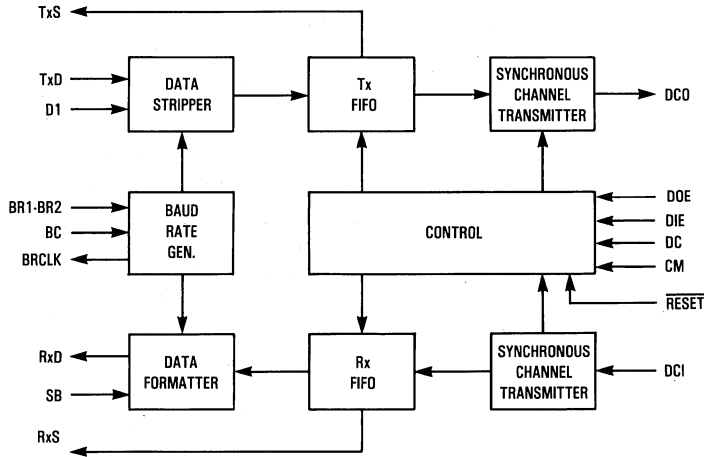 TxS
TxD
D1
DATA
STRIPPER
Tx
FIFO
SYNCHRONOUS
CHANNEL
TRANSMITTER
DCO
BR1-BR2
BC
BRCLK
BAUD
RATE
GEN.
CONTROL
DOE
DIE
DC
CM
RESET
RxD
SB
DATA
FORMATTER
Rx
FIFO
SYNCHRONOUS
CHANNEL
TRANSMITTER
DCI
RxS